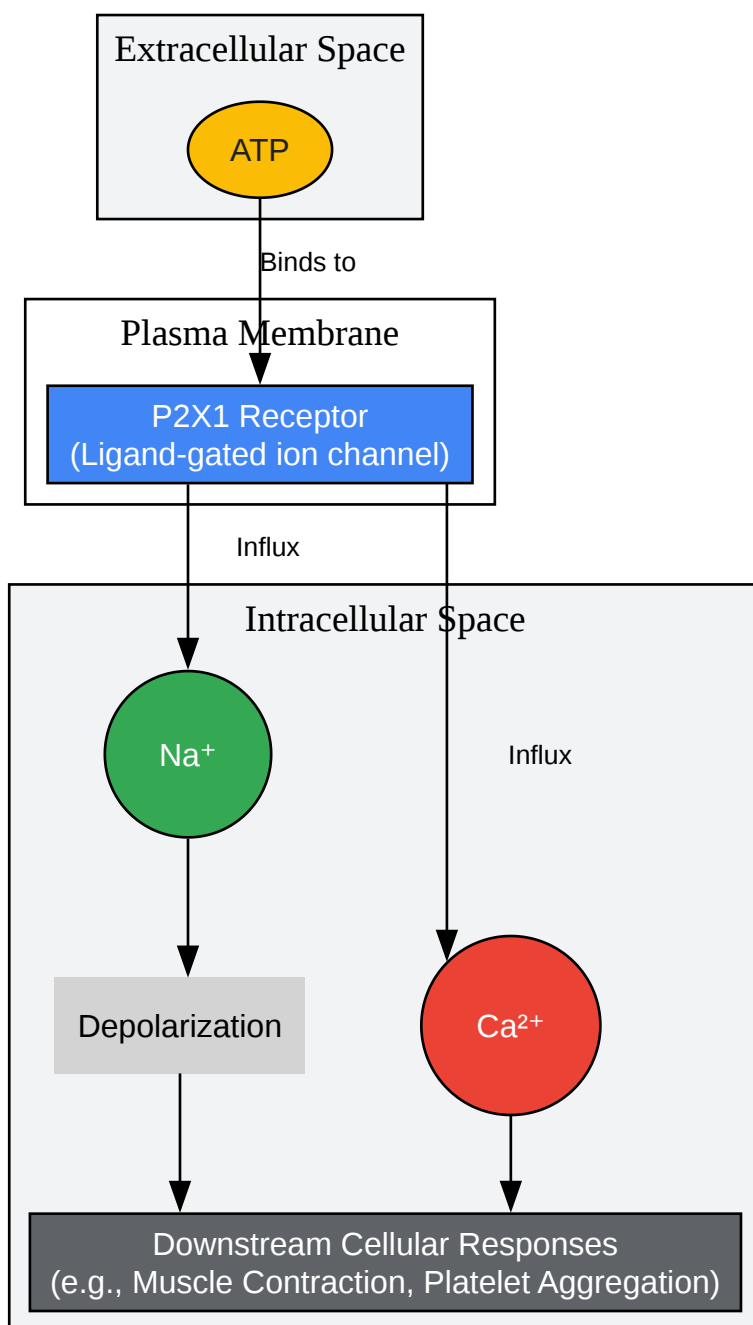 Extracellular Space
ATP
Binds to
Plasma Membrane
P2X1 Receptor
(Ligand-gated ion channel)
Influx
Intracellular Space
Na⁺
Influx
Depolarization
Ca²⁺
Downstream Cellular Responses
(e.g., Muscle Contraction, Platelet Aggregation)